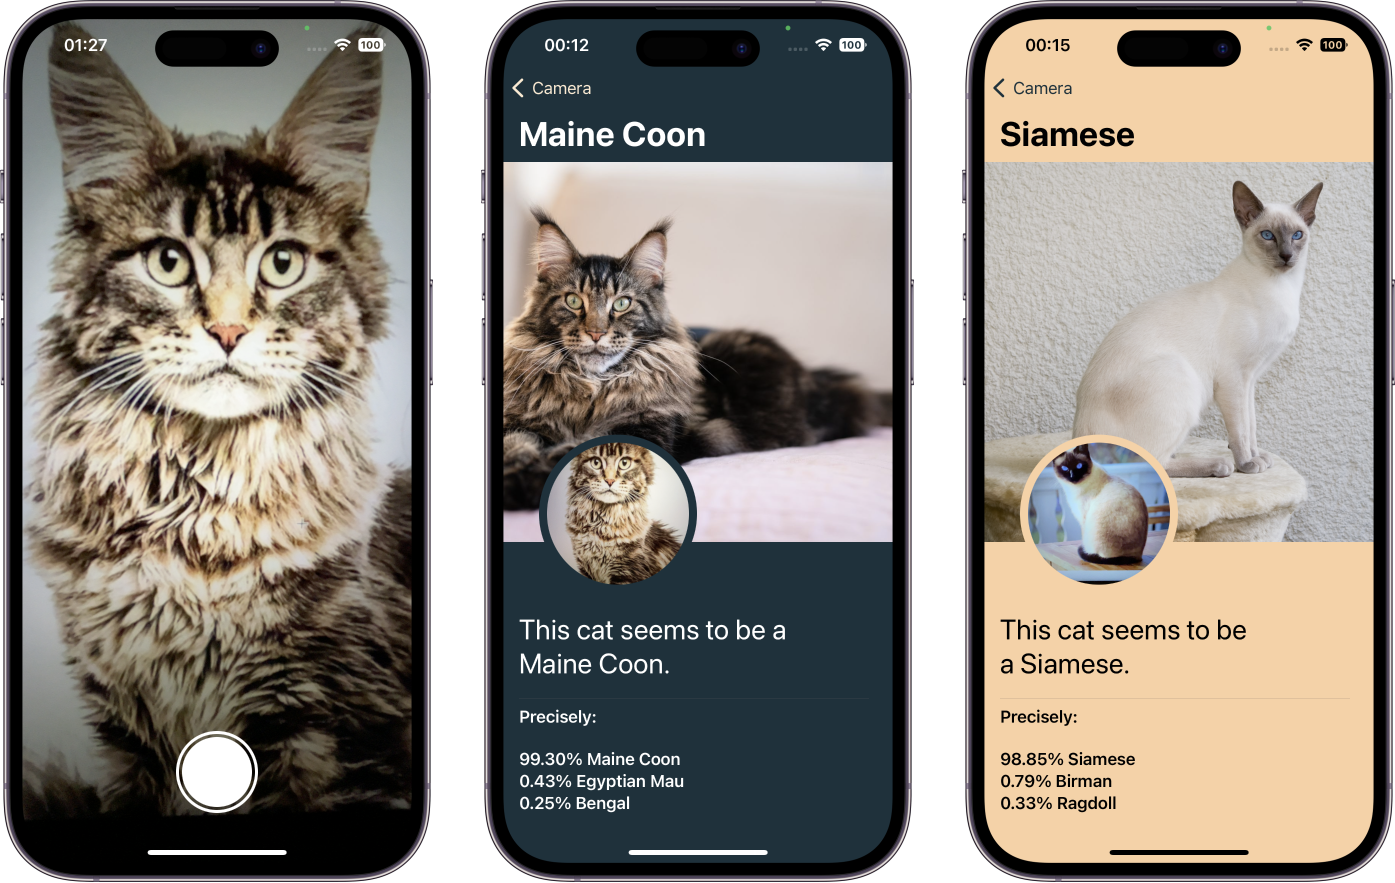 01:27
100
00:12
100
Camera
Maine Coon
This cat seems to be a
Maine Coon.
Precisely:
99.30% Maine Coon
0.43% Egyptian Mau
0.25% Bengal
00:15
100
Camera
Siamese
This cat seems to be
a Siamese.
Precisely:
98.85% Siamese
0.79% Birman
0.33% Ragdoll